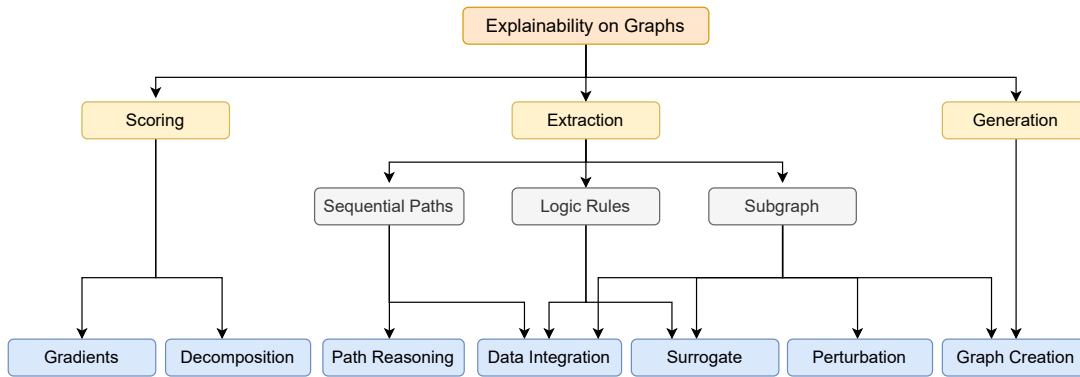 Explainability on Graphs
Scoring
Extraction
Generation
Sequential Paths
Logic Rules
Subgraph
Gradients
Decomposition
Path Reasoning
Data Integration
Surrogate
Perturbation
Graph Creation